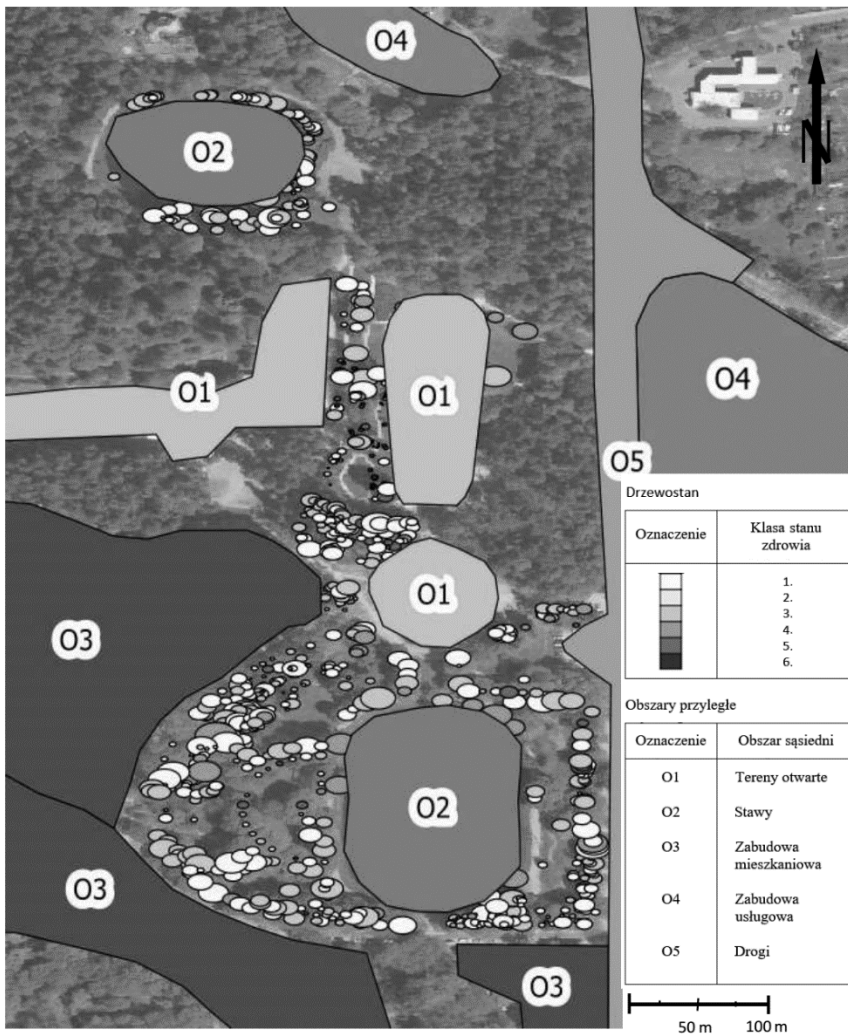 O4
N
O2
O1
O1
O4
O5
O1
O3
O2
O3
O3
Drzewostan
Oznaczenie Klasa stanu
zdrowia
1.
2.
3.
4.
5.
6.
Obszary przyległe
Oznaczenie Obszar sąsiedni
O1 Tereny otwarte
O2 Stawy
O3 Zabudowa
mieszkaniowa
O4 Zabudowa
usługowa
O5 Drogi
50 m 100 m